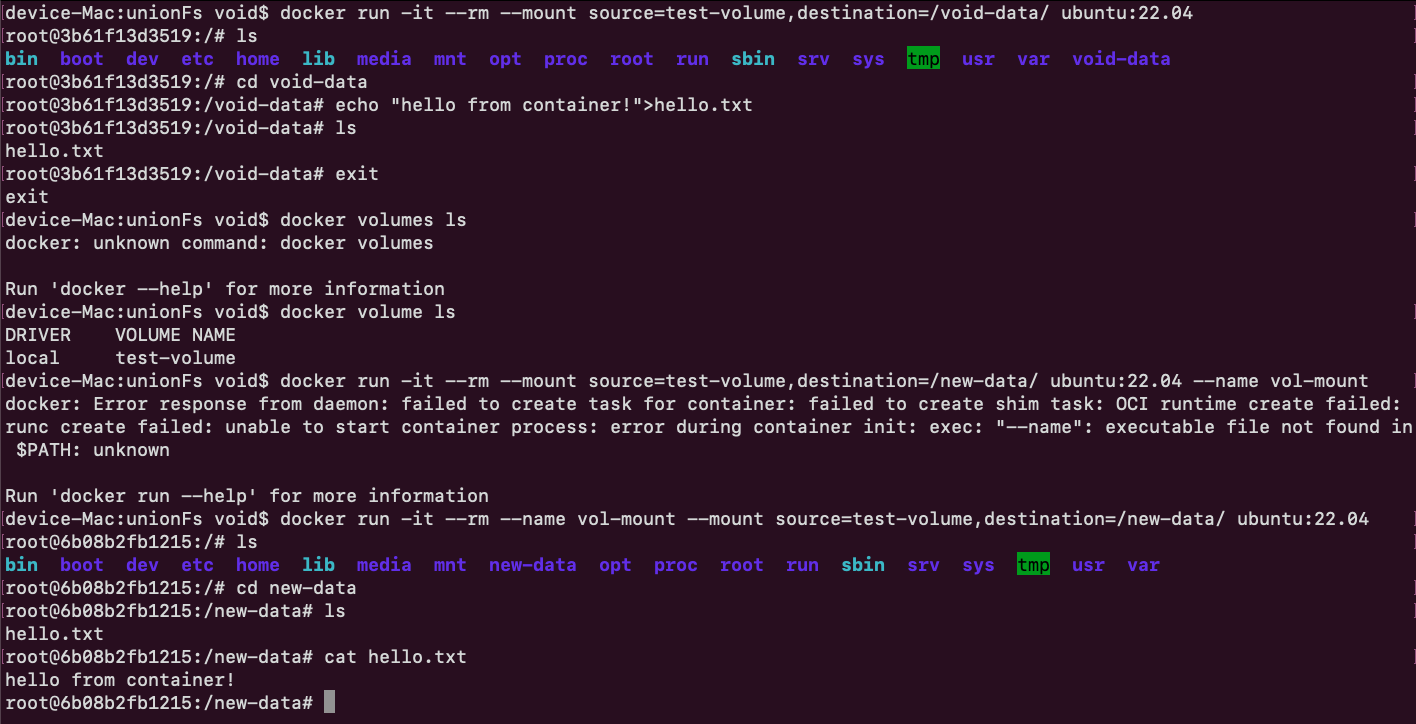 device-Mac:unionFs void$ docker run -it --rm --mount source=test-volume,destination=/void-data/ ubuntu:22.04
root@3b61f13d3519:/# ls
bin boot dev etc home lib media mnt opt proc root run sbin srv sys tmp usr var void-data
root@3b61f13d3519:/# cd void-data
root@3b61f13d3519:/void-data# echo "hello from container!">hello.txt
root@3b61f13d3519:/void-data# ls
hello.txt
root@3b61f13d3519:/void-data# exit
exit
device-Mac:unionFs void$ docker volumes ls
docker: unknown command: docker volumes

Run 'docker --help' for more information
device-Mac:unionFs void$ docker volume ls
DRIVER    VOLUME NAME
local     test-volume
device-Mac:unionFs void$ docker run -it --rm --mount source=test-volume,destination=/new-data/ ubuntu:22.04 --name vol-mount
docker: Error response from daemon: failed to create task for container: failed to create shim task: OCI runtime create failed:
runc create failed: unable to start container process: error during container init: exec: "--name": executable file not found in
$PATH: unknown

Run 'docker run --help' for more information
device-Mac:unionFs void$ docker run -it --rm --name vol-mount --mount source=test-volume,destination=/new-data/ ubuntu:22.04
root@6b08b2fb1215:/# ls
bin boot dev etc home lib media mnt new-data opt proc root run sbin srv sys tmp usr var
root@6b08b2fb1215:/# cd new-data
root@6b08b2fb1215:/new-data# ls
hello.txt
root@6b08b2fb1215:/new-data# cat hello.txt
hello from container!
root@6b08b2fb1215:/new-data#